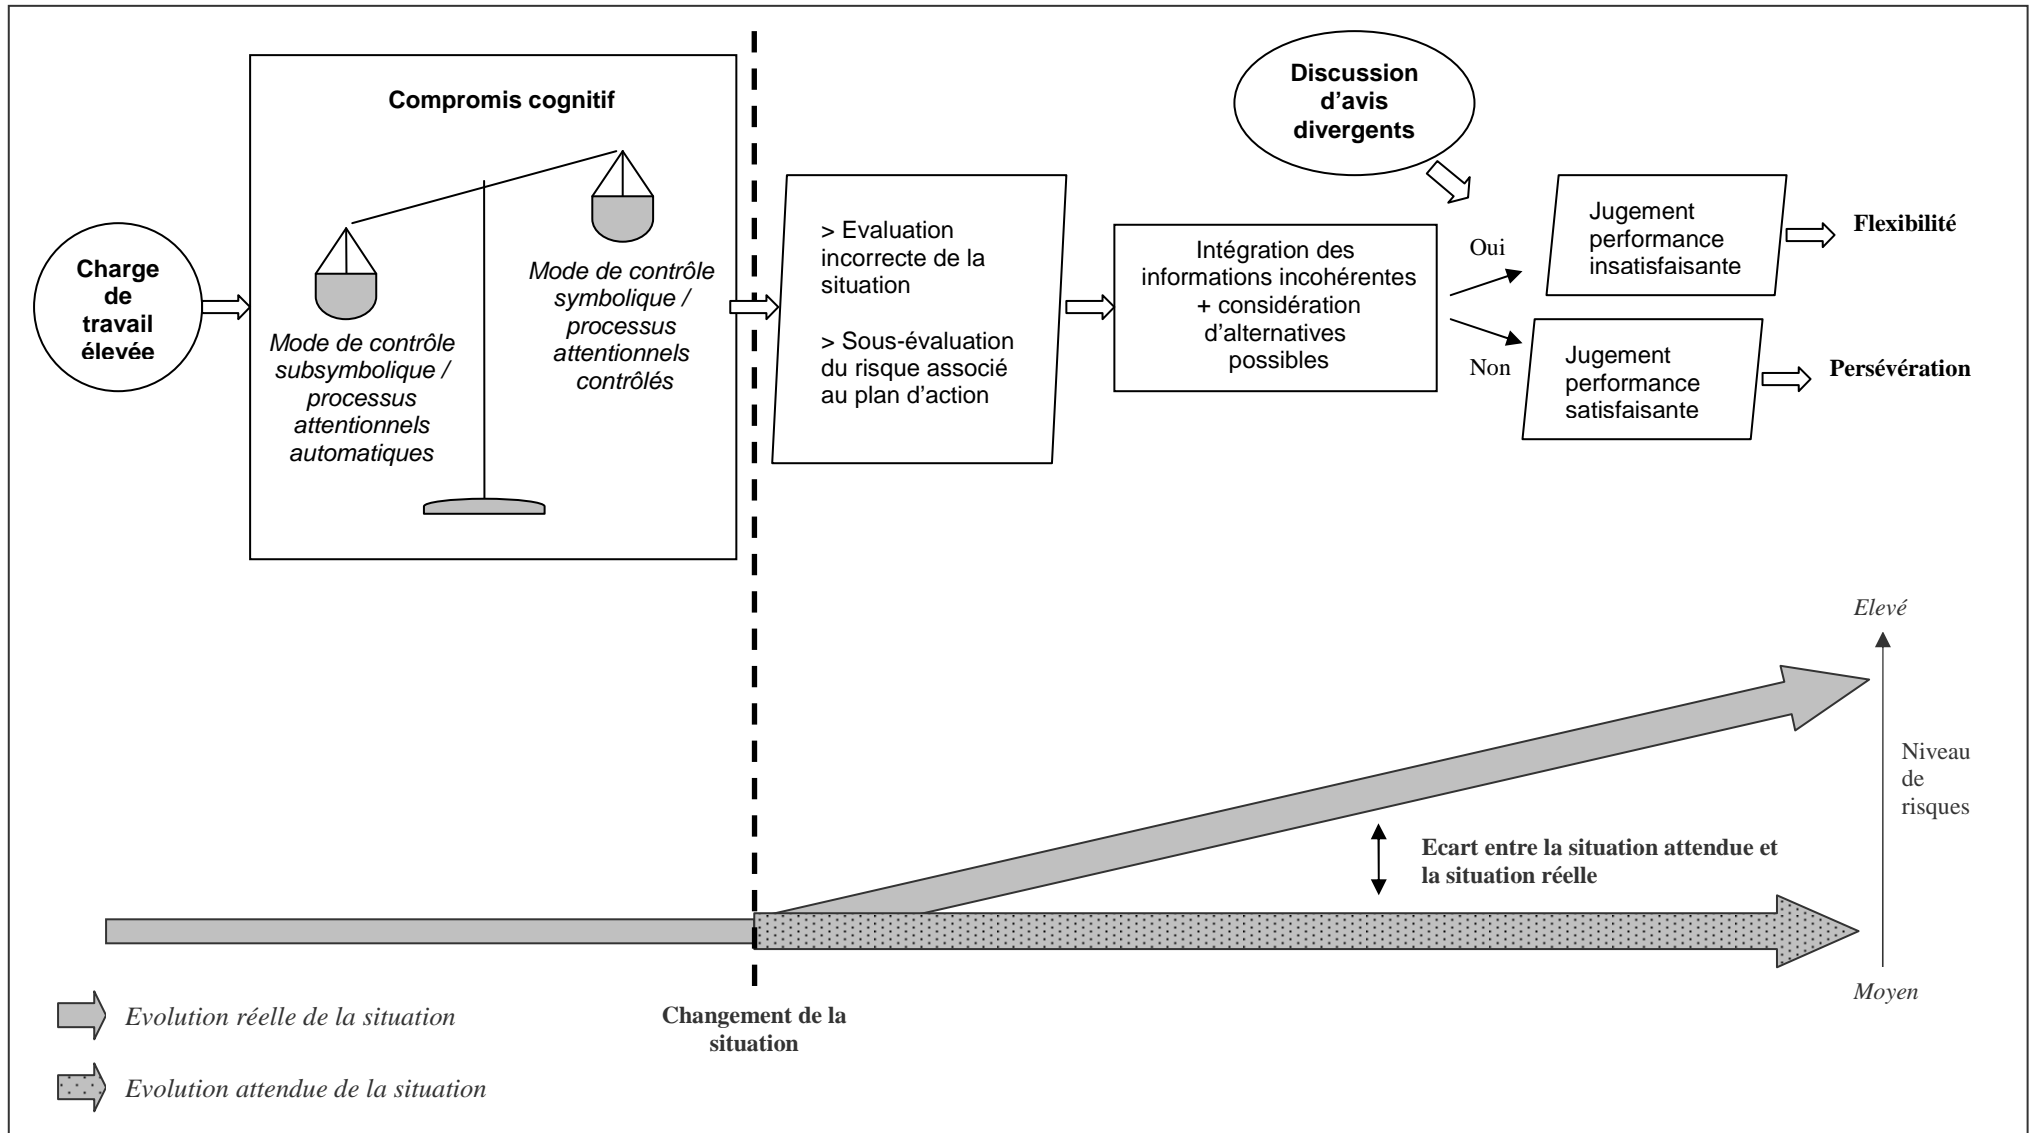 Charge
de
travail
élevée
Compromis cognitif
Mode de contrôle
subsymbolique /
processus
attentionnels
automatiques
Mode de contrôle
symbolique /
processus
attentionnels
contrôlés
> Evaluation
incorrecte de la
situation
> Sous-évaluation
du risque associé
au plan d’action
Discussion
d’avis
divergents
Intégration des
informations incohérentes
+ considération
d’alternatives
possibles
Oui
Non
Jugement
performance
insatisfaisante
Flexibilité
Jugement
performance
satisfaisante
Persévération
Elevé
Niveau
de
risques
Moyen
Ecart entre la situation attendue et
la situation réelle
Changement de la
situation
Evolution réelle de la situation
Evolution attendue de la situation